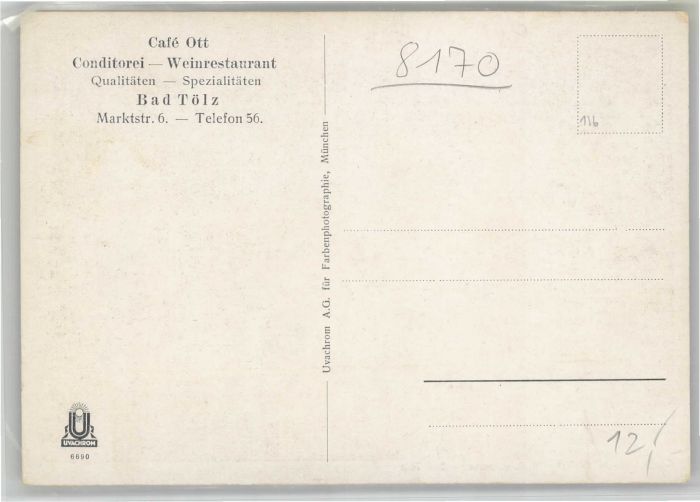 Café Ott
Conditorei — Weinrestaurant
Qualitäten — Spezialitäten
Bad Tölz
Marktstr. 6. — Telefon 56.
8170
Uvachrom A.G. für Farbenphotographie, München
UVACHROM
6690
12,-